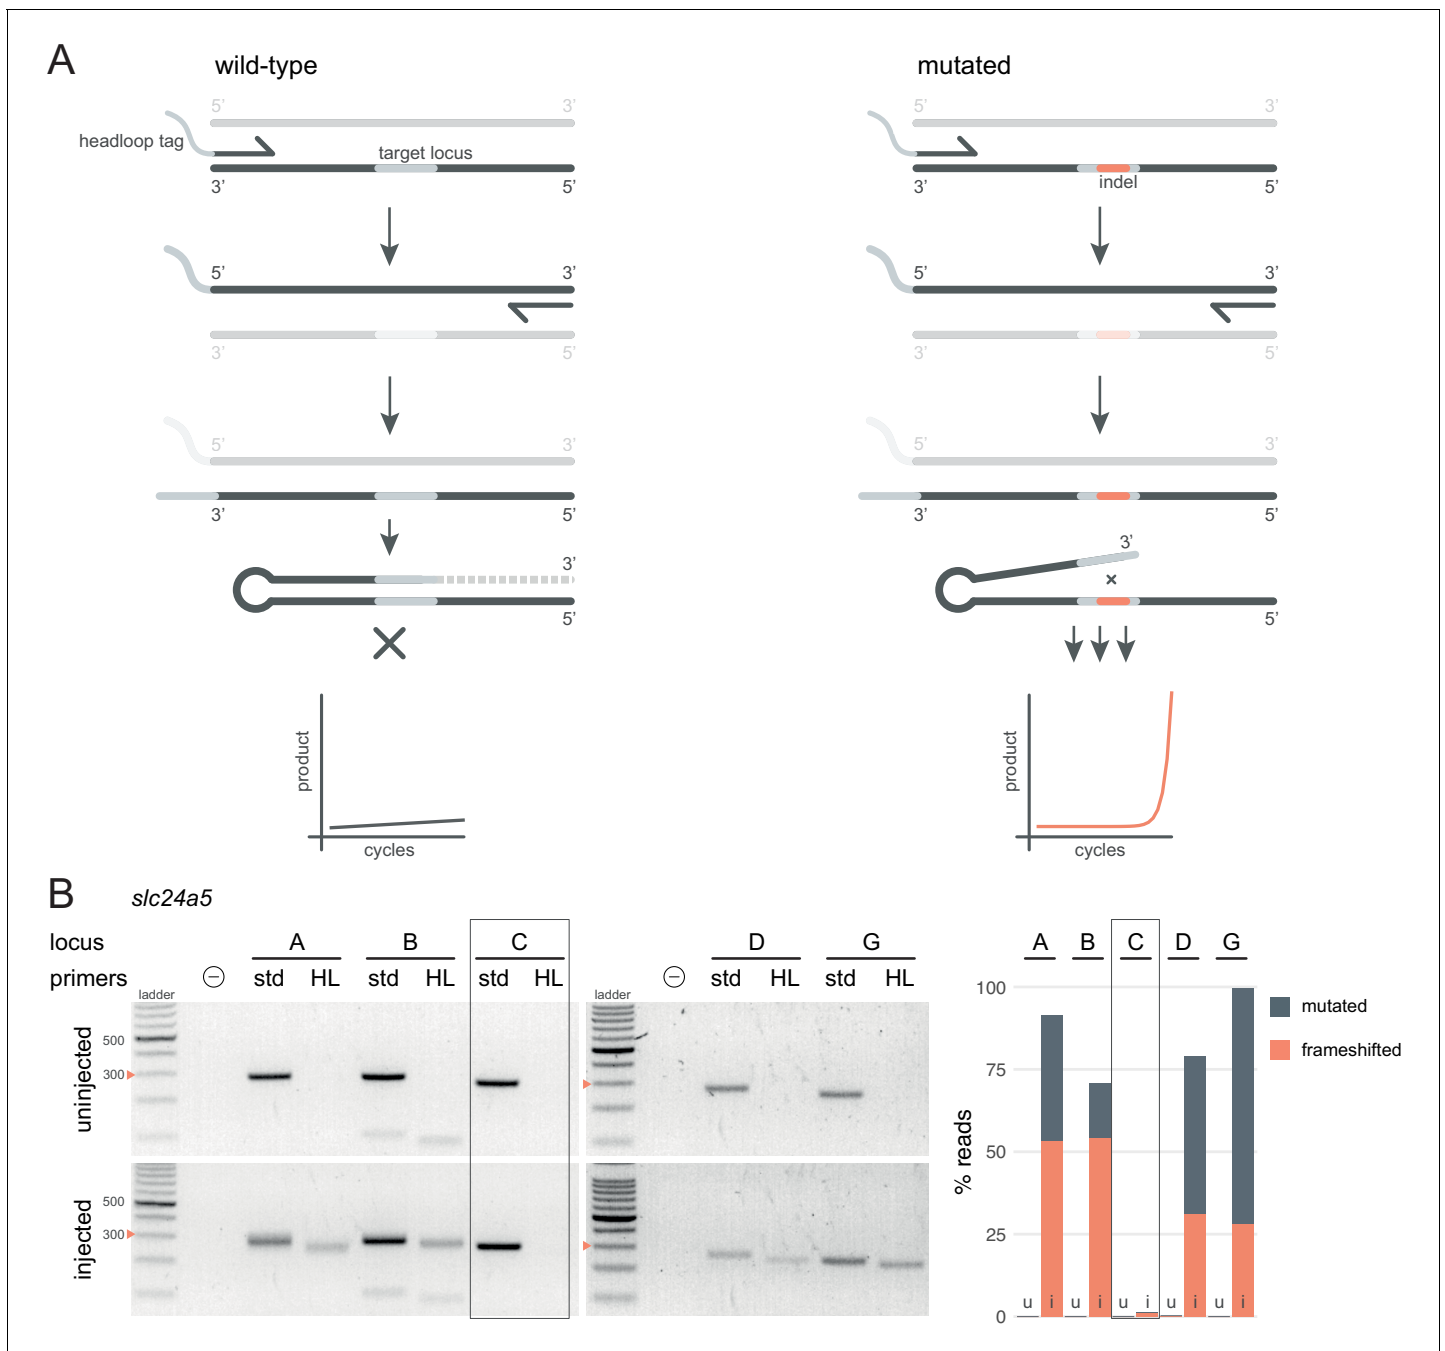 A
wild-type
mutated
5’ 3’
headloop tag
target locus
3’ 5’
5’ 3’
indel
3’ 5’
5’ 3’
3’ 5’
5’ 3’
3’ 5’
5’ 3’
3’ 5’
5’ 3’
3’ 5’
3’
5’
3’
5’
product
cycles
product
cycles
B
slc24a5
locus A B C D G
primers ⊖ std HL std HL std HL ⊖ std HL std HL
ladder
ladder
uninjected
500
300
injected
500
300
A B C D G
% reads
100
75
50
25
0
u i u i u i u i u i
mutated
frameshifted